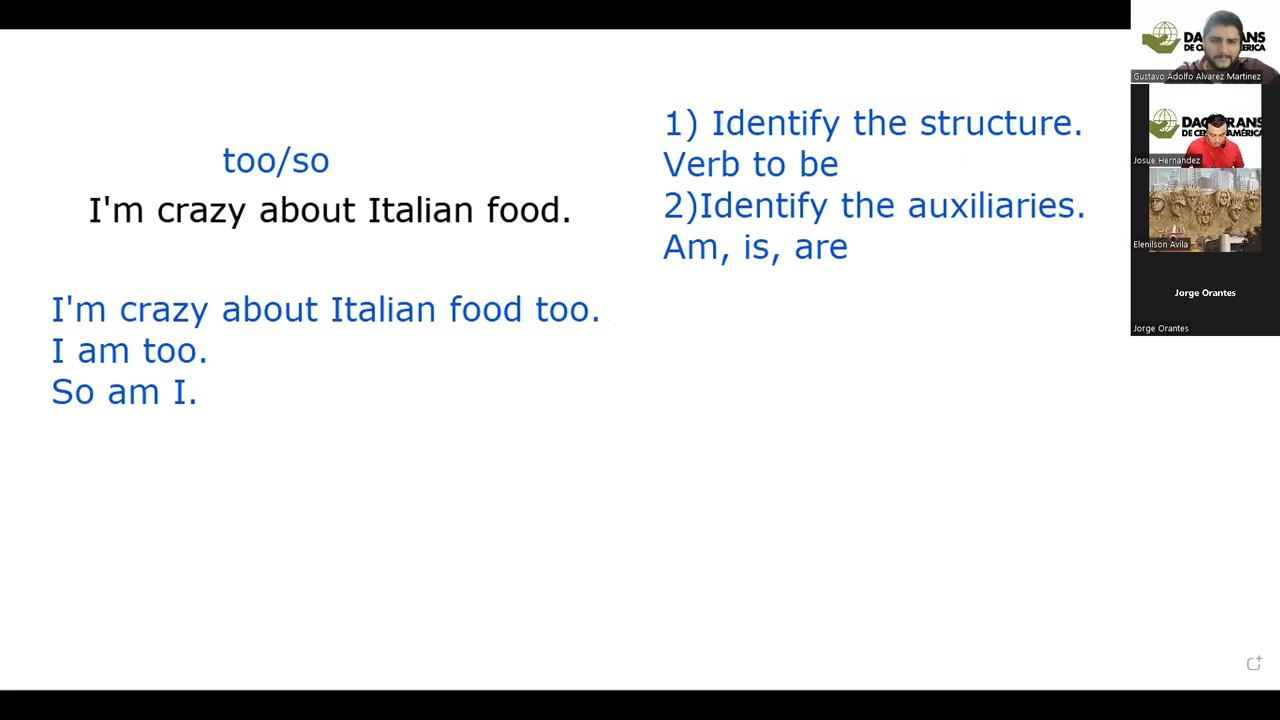 too/so
I'm crazy about Italian food.
I'm crazy about Italian food too.
I am too.
So am I.
1) Identify the structure.
Verb to be
2)Identify the auxiliaries.
Am, is, are
Gustavo Adolfo Alvarez Martinez
Josue Hernandez
Elenilson Avila
Jorge Orantes
Jorge Orantes